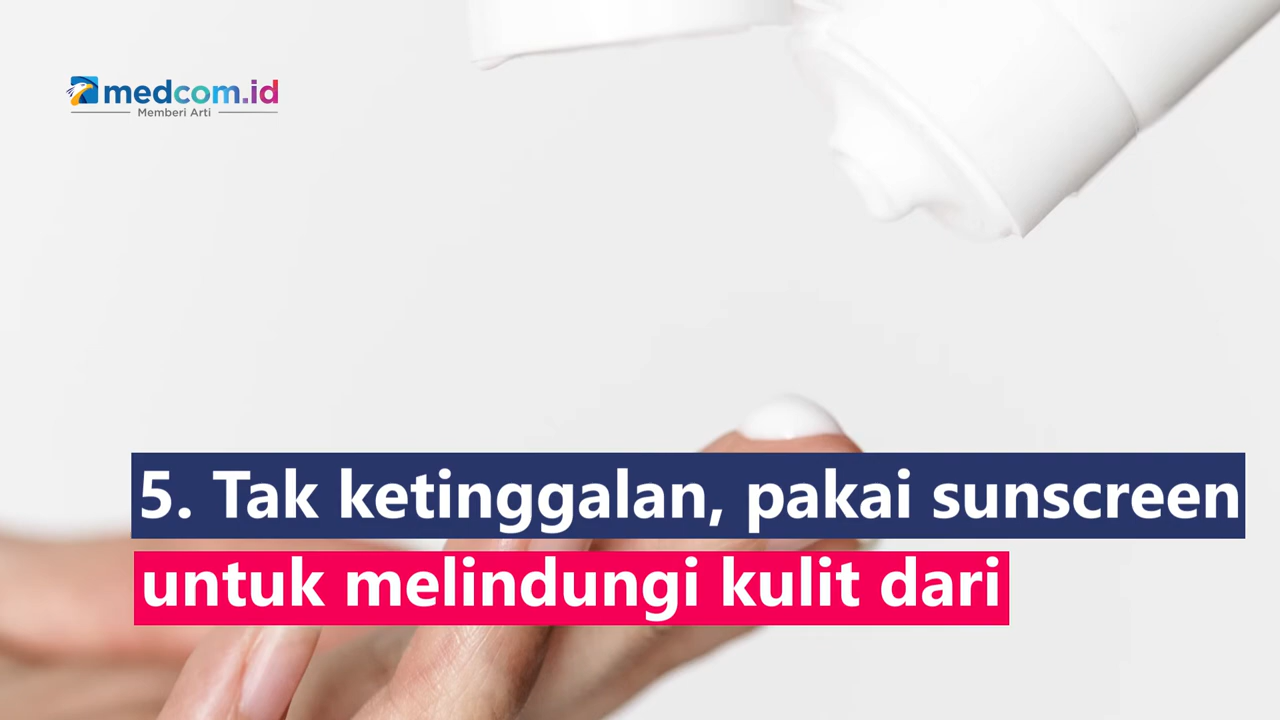 medcom.id
Memberi Arti
5. Tak ketinggalan, pakai sunscreen
untuk melindungi kulit dari